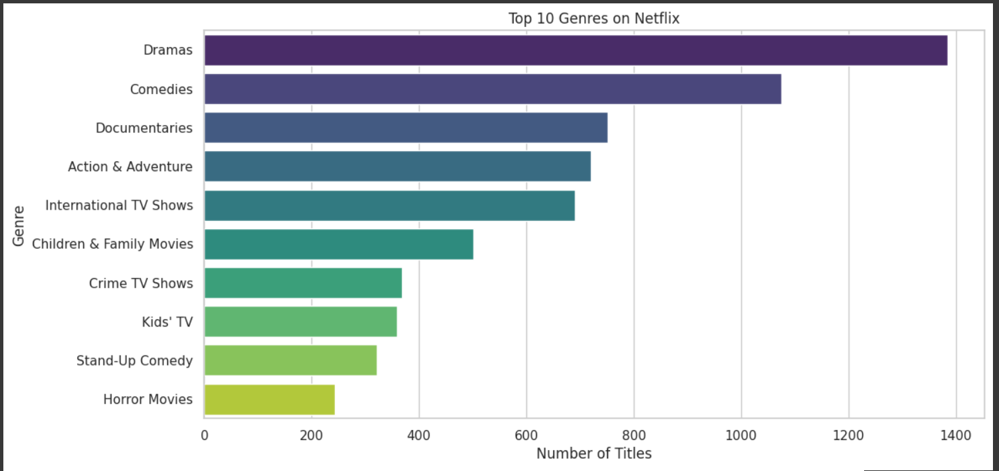 Top 10 Genres on Netflix
Dramas
Comedies
Documentaries
Action & Adventure
International TV Shows
Children & Family Movies
Crime TV Shows
Kids' TV
Stand-Up Comedy
Horror Movies
Genre
0 200 400 600 800 1000 1200 1400
Number of Titles